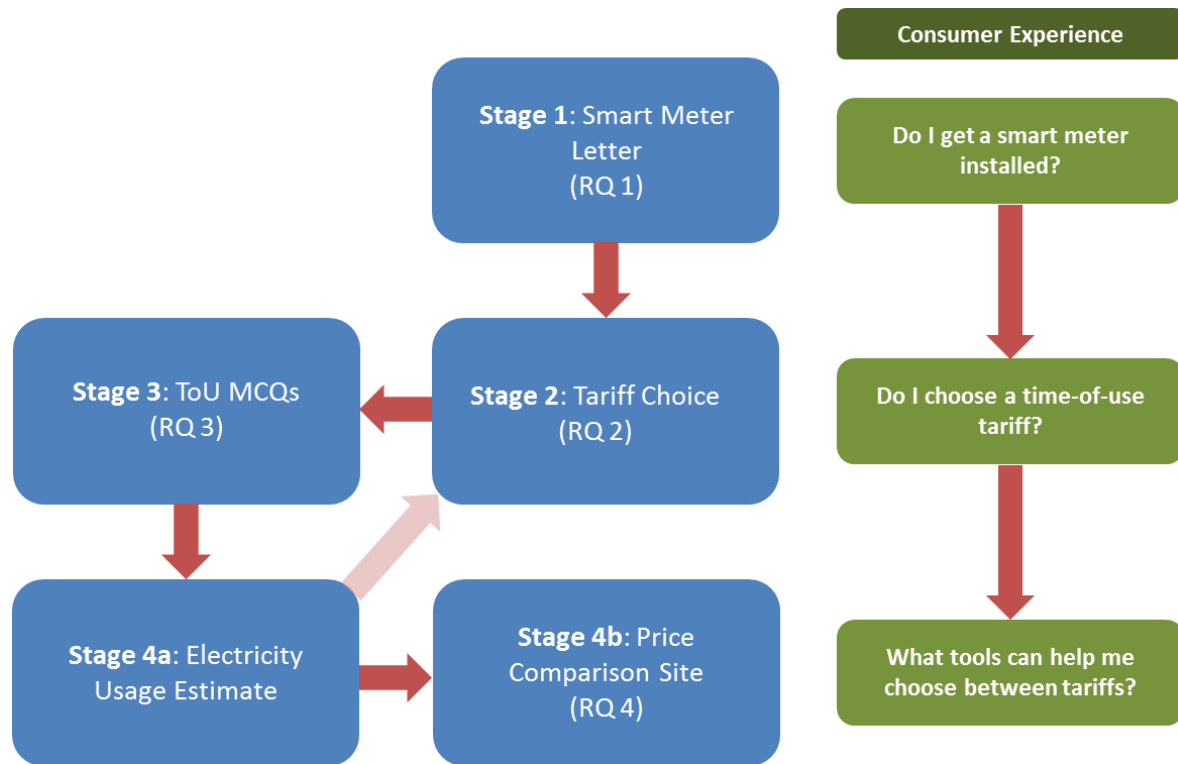 Consumer Experience
Stage 1: Smart Meter
Letter
(RQ 1)
Do I get a smart meter
installed?
Stage 3: ToU MCQs
(RQ 3)
Stage 2: Tariff Choice
(RQ 2)
Do I choose a time-of-use
tariff?
Stage 4a: Electricity
Usage Estimate
Stage 4b: Price
Comparison Site
(RQ 4)
What tools can help me
choose between tariffs?